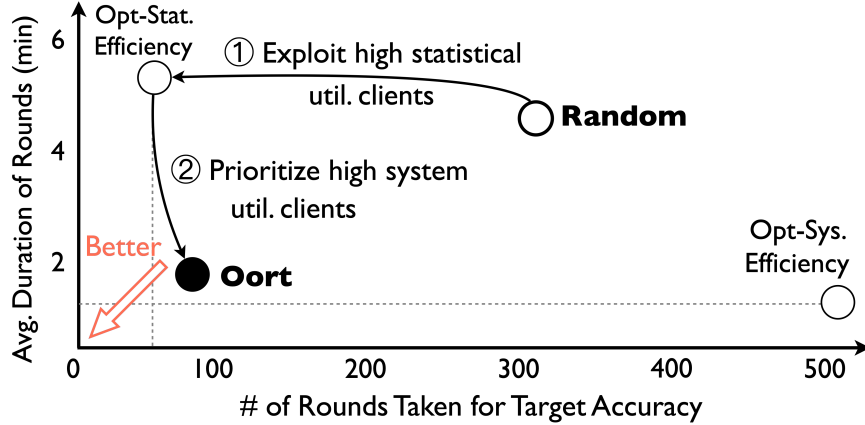 Opt-Stat.
Efficiency
① Exploit high statistical
util. clients
Random
② Prioritize high system
util. clients
Better
Oort
Opt-Sys.
Efficiency
Avg. Duration of Rounds (min)
6
4
2
0
0
100
200
300
400
500
# of Rounds Taken for Target Accuracy